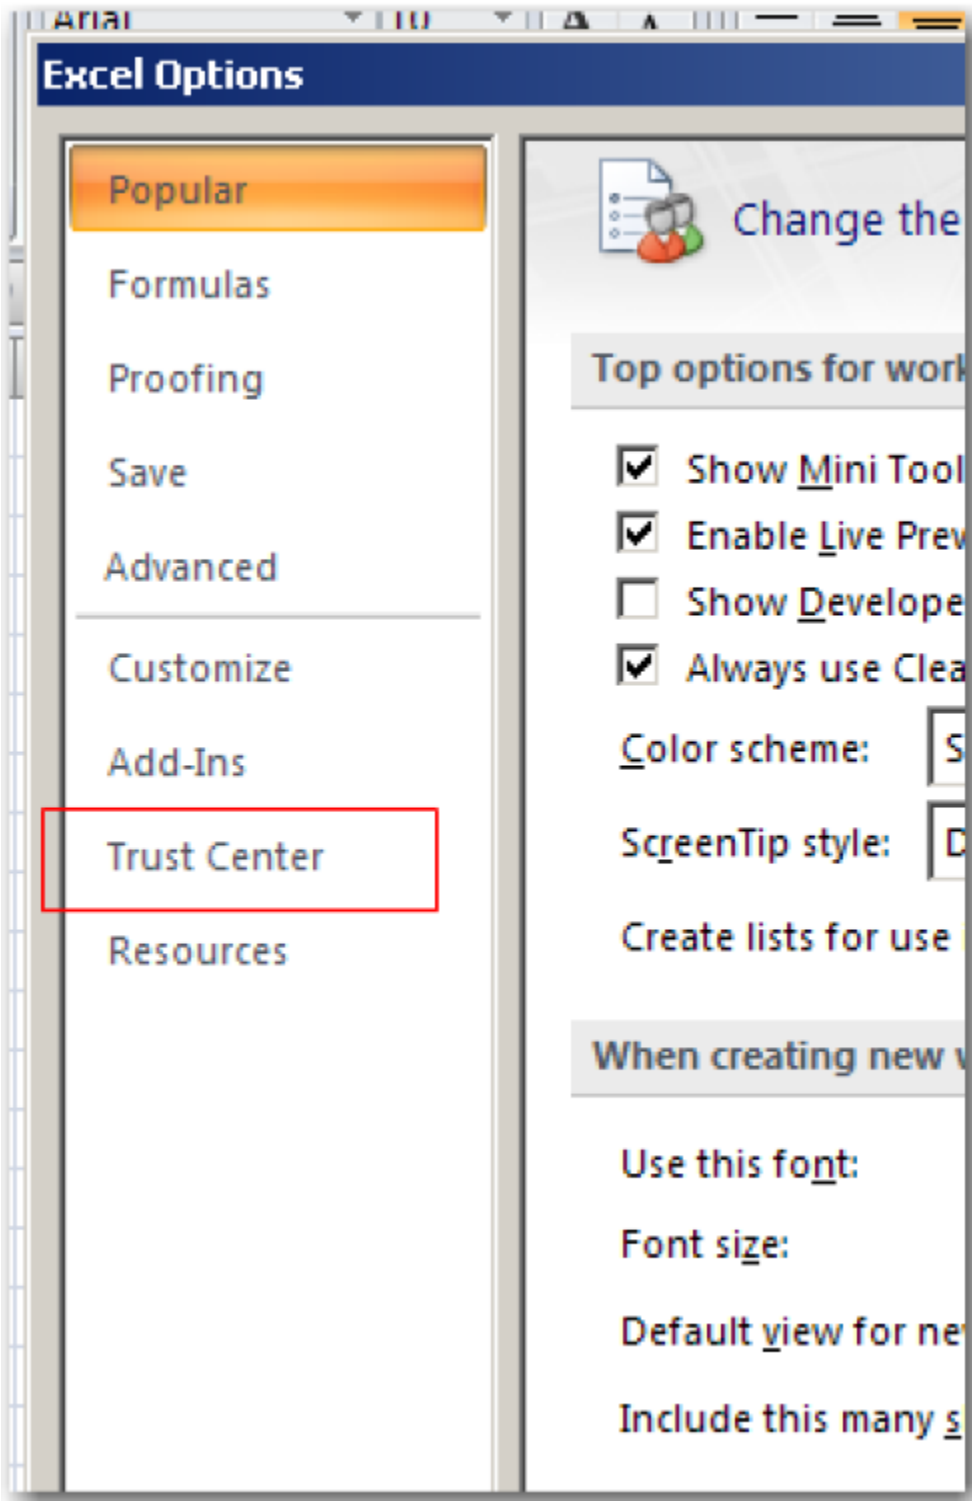 Arial 10 A A
Excel Options
Popular
Formulas
Proofing
Save
Advanced
Customize
Add-Ins
Trust Center
Resources
Change the
Top options for work
Show Mini Tool
Enable Live Prev
Show Develope
Always use Clea
Color scheme: S
ScreenTip style: D
Create lists for use
When creating new
Use this font:
Font size:
Default view for ne
Include this many s